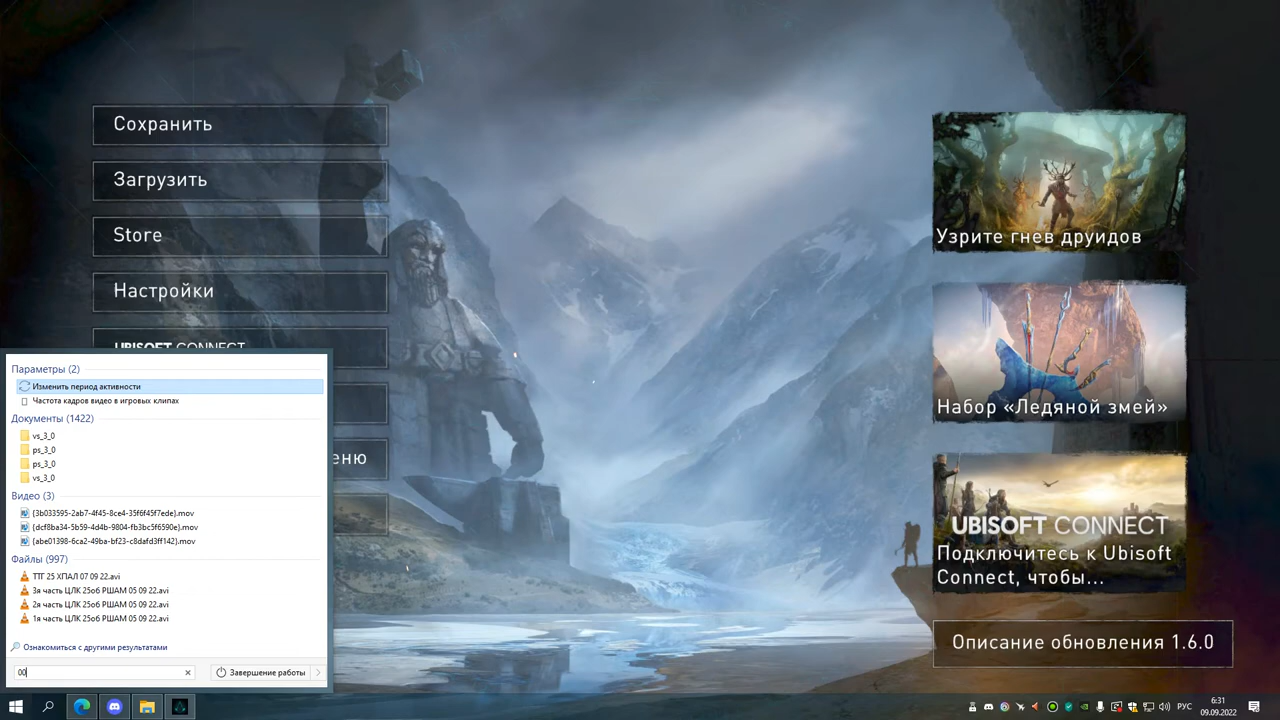 Сохранить
Загрузить
Store
Настройки
UBISOFT CONNECT
еню
Параметры (2)
Изменить период активности
Частота кадров видео в игровых клипах
Документы (1422)
vs_3_0
ps_3_0
ps_3_0
vs_3_0
Видео (3)
{3b033595-2ab7-4f45-8ce4-35f6f45f7ede}.mov
{dcf8ba34-5b59-4d4b-9804-fb3bc5f6590e}.mov
{abe01398-6ca2-49ba-bf23-c8dafd3ff142}.mov
Файлы (997)
ТТГ 25 ХПАЛ 07 09 22.avi
3я часть ЦЛК 25об РШАМ 05 09 22.avi
2я часть ЦЛК 25об РШАМ 05 09 22.avi
1я часть ЦЛК 25об РШАМ 05 09 22.avi
Ознакомиться с другими результатами
00
Завершение работы
Узрите гнев друидов
Набор «Ледяной змей»
UBISOFT CONNECT
Подключитесь к Ubisoft
Connect, чтобы...
Описание обновления 1.6.0
РУС
6:31
09.09.2022